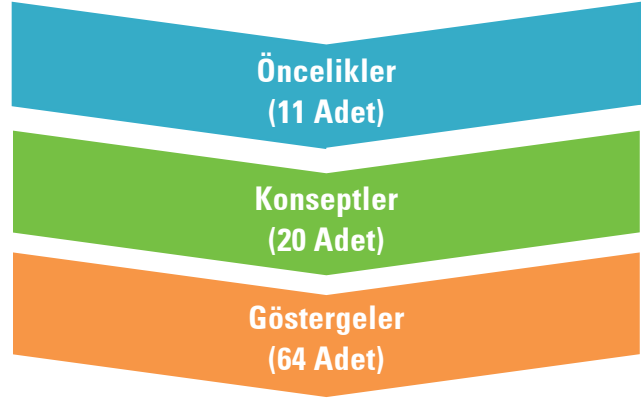 Öncelikler
(11 Adet)
Konseptler
(20 Adet)
Göstergeler
(64 Adet)